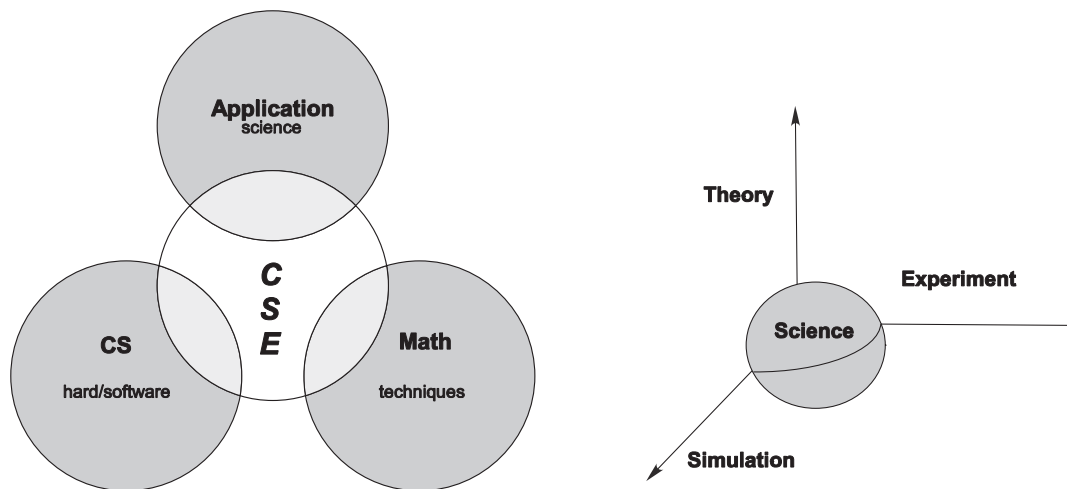 Application
science
C
S
E
CS
hard/software
Math
techniques
Theory
Experiment
Science
Simulation